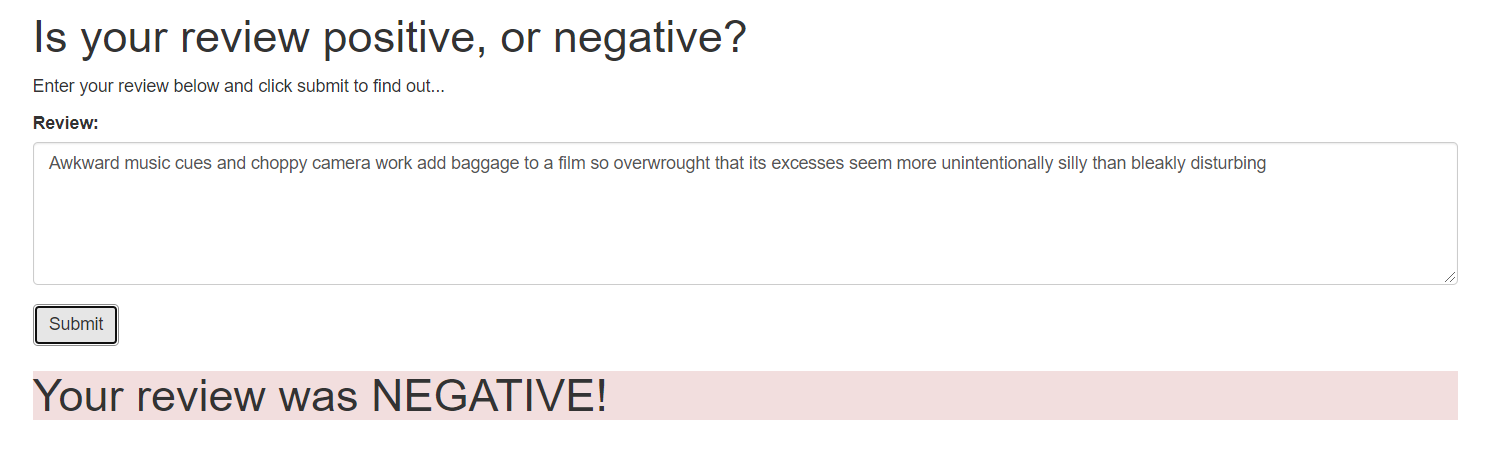 Is your review positive, or negative?
Enter your review below and click submit to find out...
Review:
Awkward music cues and choppy camera work add baggage to a film so overwrought that its excesses seem more unintentionally silly than bleakly disturbing
Submit
Your review was NEGATIVE!